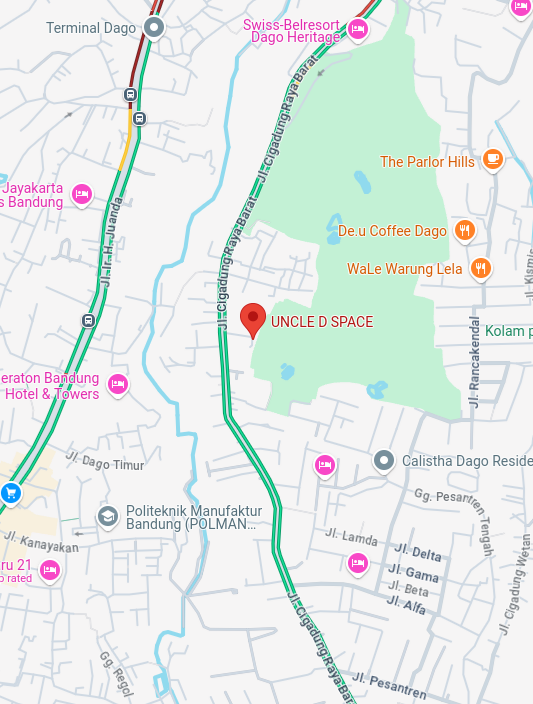 Terminal Dago
Swiss-Belresort
Dago Heritage
Jl. Cigadung Raya Barat
The Parlor Hills
Jayakarta
s Bandung
De.u Coffee Dago
Jl. Ir. H. Juanda
Jl. Cigadung Raya Barat
WaLe Warung Lela
Jl. Kismis
UNCLE D SPACE
Kolam p
Jl. Rancakendal
eraton Bandung
Hotel & Towers
Jl. Dago Timur
Calistha Dago Reside
Gg. Pesantren Tengah
Politeknik Manufaktur
Bandung (POLMAN...
Jl. Kanayakan
Jl. Lamda
Jl. Delta
Jl. Gama
Jl. Beta
Jl. Alfa
Jl. Cigadung Wetan
ru 21
o rated
Jl. Cigadung Raya Bar
Gg. Regol
Jl. Pesantren